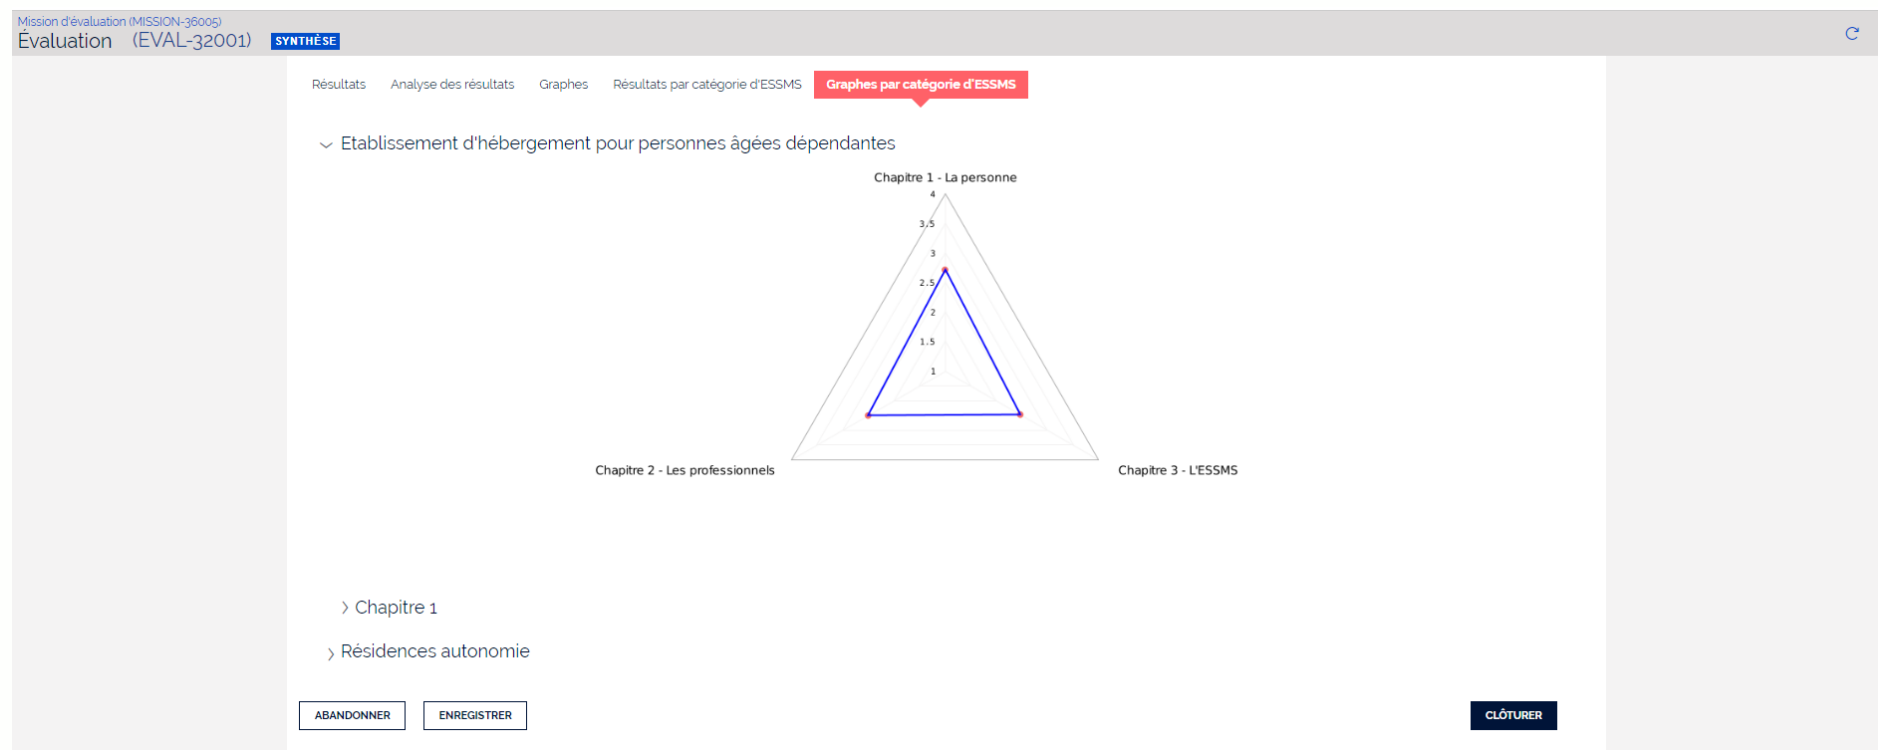 Mission d'évaluation (MISSION-36005)
Évaluation (EVAL-32001) SYNTHÈSE
Résultats Analyse des résultats Graphes Résultats par catégorie d'ESSMS Graphes par catégorie d'ESSMS
Etablissement d'hébergement pour personnes âgées dépendantes
Chapitre 1 - La personne
4
3.5
3
2.5
2
1.5
1
Chapitre 2 - Les professionnels Chapitre 3 - L'ESSMS
Chapitre 1
Résidences autonomie
ABANDONNER ENREGISTRER CLÔTURER